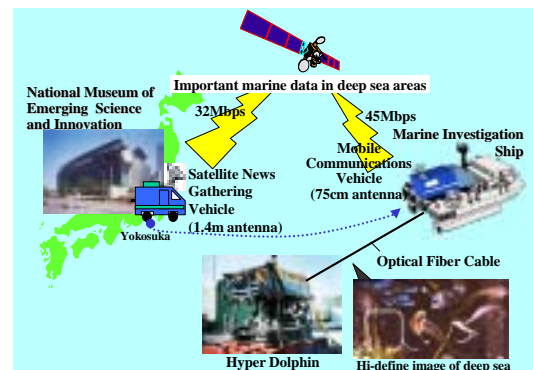 Important marine data in deep sea areas
National Museum of
Emerging Science
and Innovation
32Mbps
45Mbps
Marine Investigation
Ship
Mobile
Communications
Vehicle
(75cm antenna)
Satellite News
Gathering
Vehicle
(1.4m antenna)
Yokosuka
Optical Fiber Cable
Hyper Dolphin
Hi-define image of deep sea